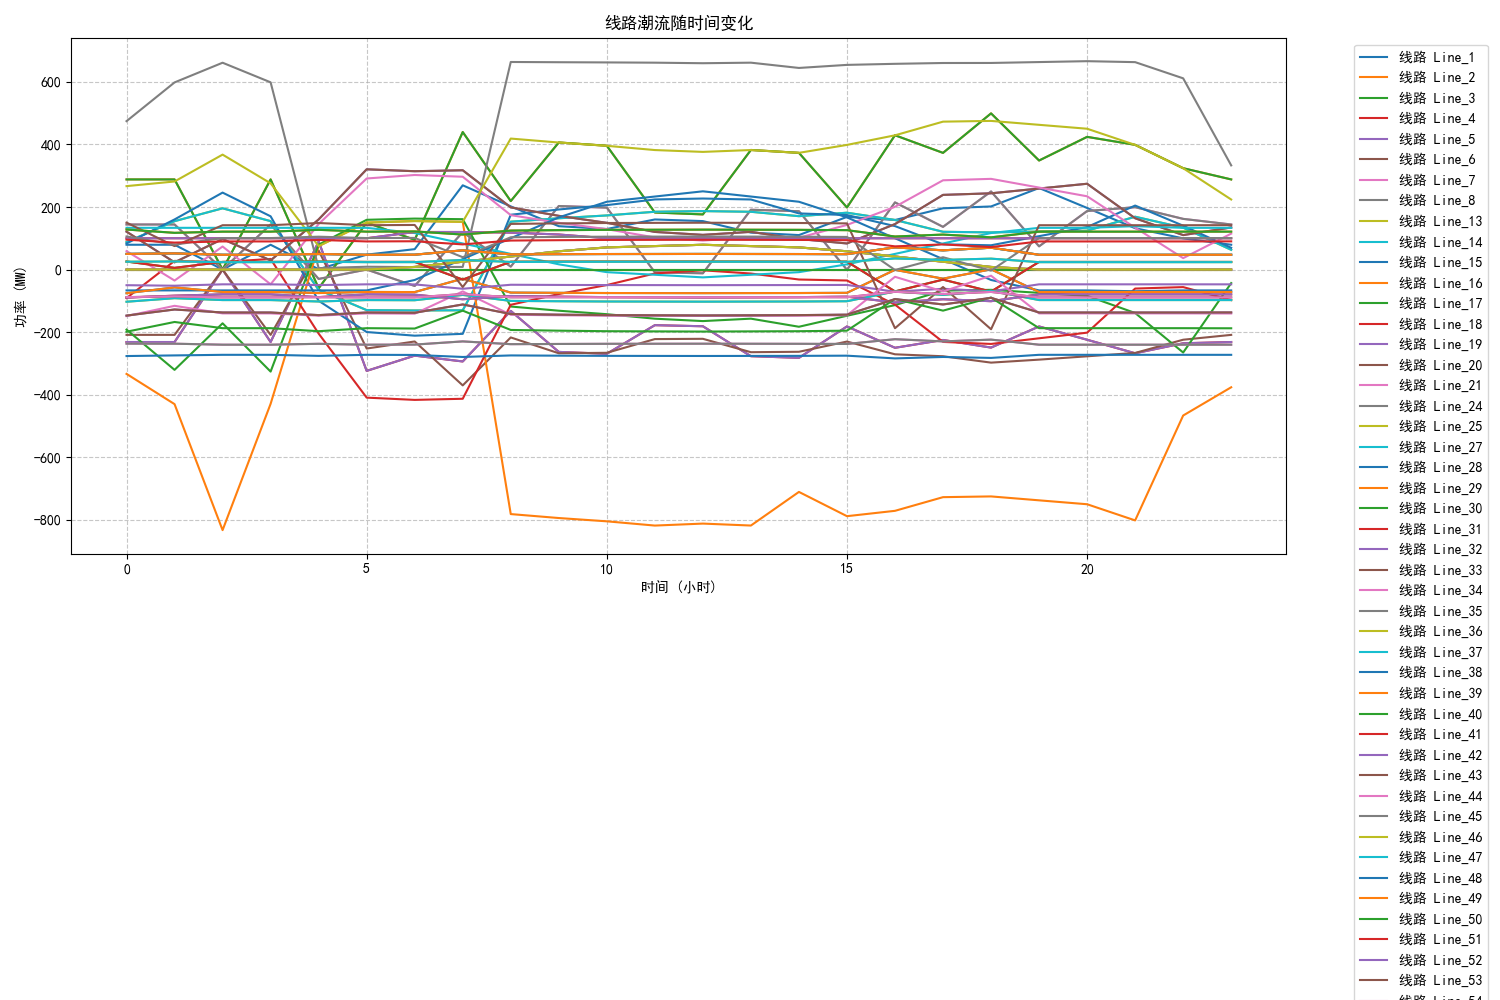 线路潮流随时间变化
600
400
200
0
−200
−400
−600
−800
功率 (MW)
0
5
10
15
20
时间 (小时)
线路 Line_1
线路 Line_2
线路 Line_3
线路 Line_4
线路 Line_5
线路 Line_6
线路 Line_7
线路 Line_8
线路 Line_13
线路 Line_14
线路 Line_15
线路 Line_16
线路 Line_17
线路 Line_18
线路 Line_19
线路 Line_20
线路 Line_21
线路 Line_24
线路 Line_25
线路 Line_27
线路 Line_28
线路 Line_29
线路 Line_30
线路 Line_31
线路 Line_32
线路 Line_33
线路 Line_34
线路 Line_35
线路 Line_36
线路 Line_37
线路 Line_38
线路 Line_39
线路 Line_40
线路 Line_41
线路 Line_42
线路 Line_43
线路 Line_44
线路 Line_45
线路 Line_46
线路 Line_47
线路 Line_48
线路 Line_49
线路 Line_50
线路 Line_51
线路 Line_52
线路 Line_53